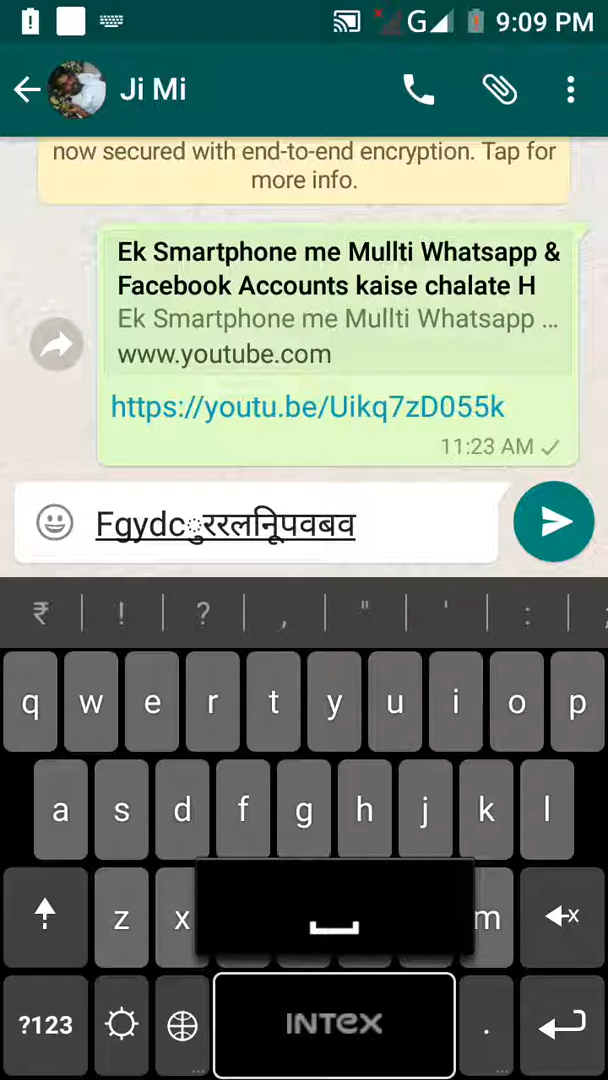 G 9:09 PM
Ji Mi
now secured with end-to-end encryption. Tap for
more info.
Ek Smartphone me Mullti Whatsapp &
Facebook Accounts kaise chalate H
Ek Smartphone me Mullti Whatsapp ...
www.youtube.com
https://youtu.be/Uikq7zD055k
11:23 AM
Fgydcुररलनूिपवबव
₹ ! ? , " ' : ;
q w e r t y u i o p
a s d f g h j k l
z x m
?123 INTEX .